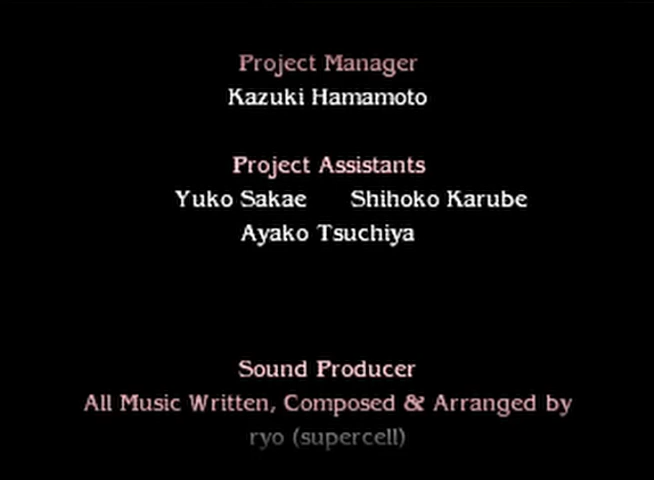 Project Manager
Kazuki Hamamoto
Project Assistants
Yuko Sakae Shihoko Karube
Ayako Tsuchiya
Sound Producer
All Music Written, Composed & Arranged by
ryo (supercell)